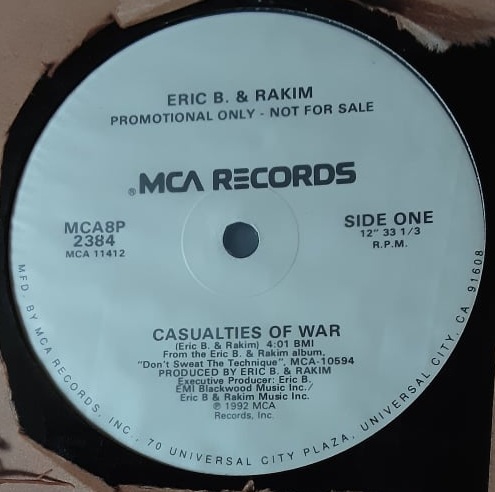 ERIC B. & RAKIM
PROMOTIONAL ONLY - NOT FOR SALE
®MCA RECORDS
MCA8P
2384
MCA 11412
SIDE ONE
12" 33 1/3
R.P.M.
CASUALTIES OF WAR
(Eric B. & Rakim) 4:01 BMI
From the Eric B. & Rakim album,
"Don't Sweat The Technique", MCA-10594
PRODUCED BY ERIC B. & RAKIM
Executive Producer: Eric B.
EMI Blackwood Music Inc./
Eric B & Rakim Music Inc.
℗ 1992 MCA
Records, Inc.
MFD. BY MCA RECORDS, INC., 70 UNIVERSAL CITY PLAZA, UNIVERSAL CITY, CA 91608